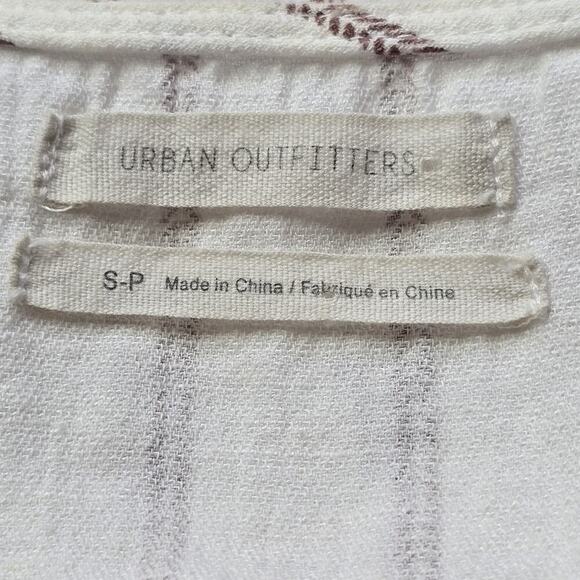 URBAN OUTFITTERS
S-P Made in China / Fabriqué en Chine